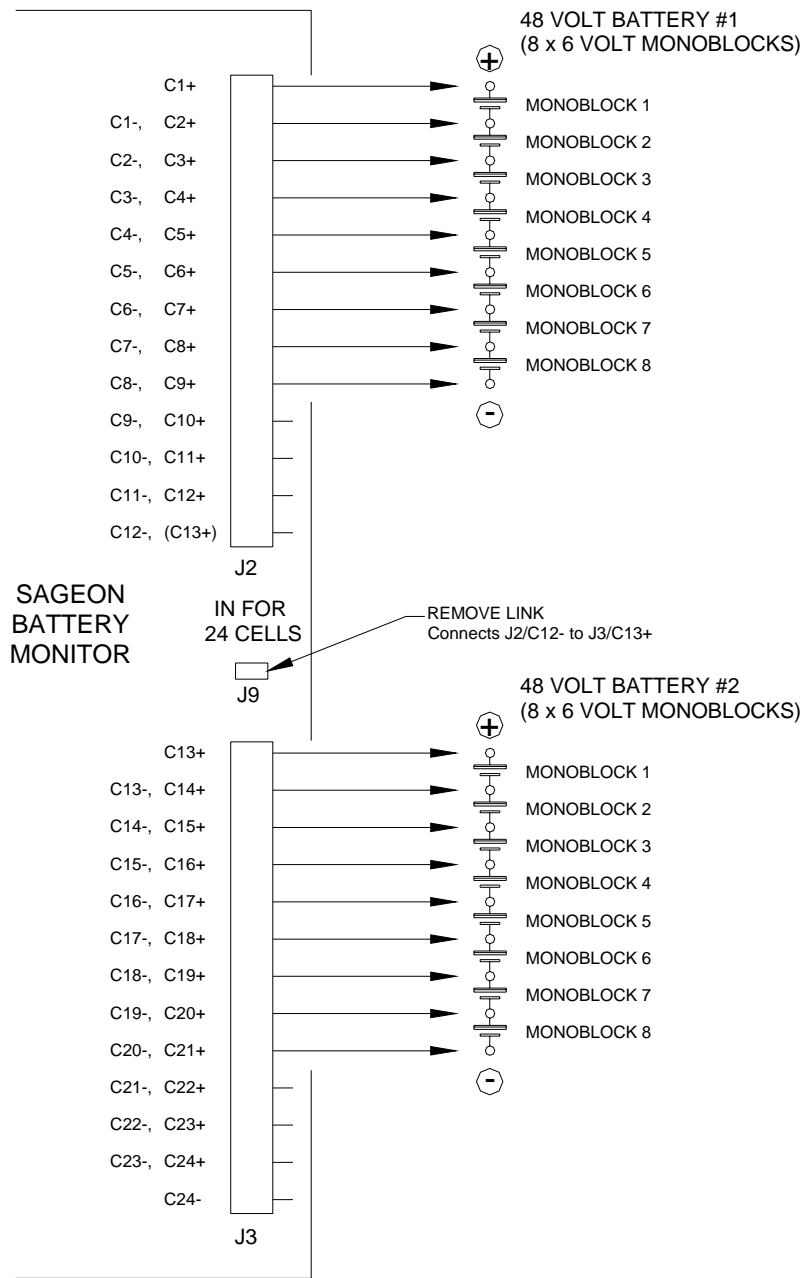 48 VOLT BATTERY #1
(8 x 6 VOLT MONOBLOCKS)
+
C1+
MONOBLOCK 1
C1-, C2+
MONOBLOCK 2
C2-, C3+
MONOBLOCK 3
C3-, C4+
MONOBLOCK 4
C4-, C5+
MONOBLOCK 5
C5-, C6+
MONOBLOCK 6
C6-, C7+
MONOBLOCK 7
C7-, C8+
MONOBLOCK 8
C8-, C9+
-
C9-, C10+
C10-, C11+
C11-, C12+
C12-, (C13+)
J2
SAGEON
BATTERY
MONITOR
IN FOR
24 CELLS
REMOVE LINK
Connects J2/C12- to J3/C13+
J9
48 VOLT BATTERY #2
(8 x 6 VOLT MONOBLOCKS)
+
C13+
MONOBLOCK 1
C13-, C14+
MONOBLOCK 2
C14-, C15+
MONOBLOCK 3
C15-, C16+
MONOBLOCK 4
C16-, C17+
MONOBLOCK 5
C17-, C18+
MONOBLOCK 6
C18-, C19+
MONOBLOCK 7
C19-, C20+
MONOBLOCK 8
C20-, C21+
-
C21-, C22+
C22-, C23+
C23-, C24+
C24-
J3